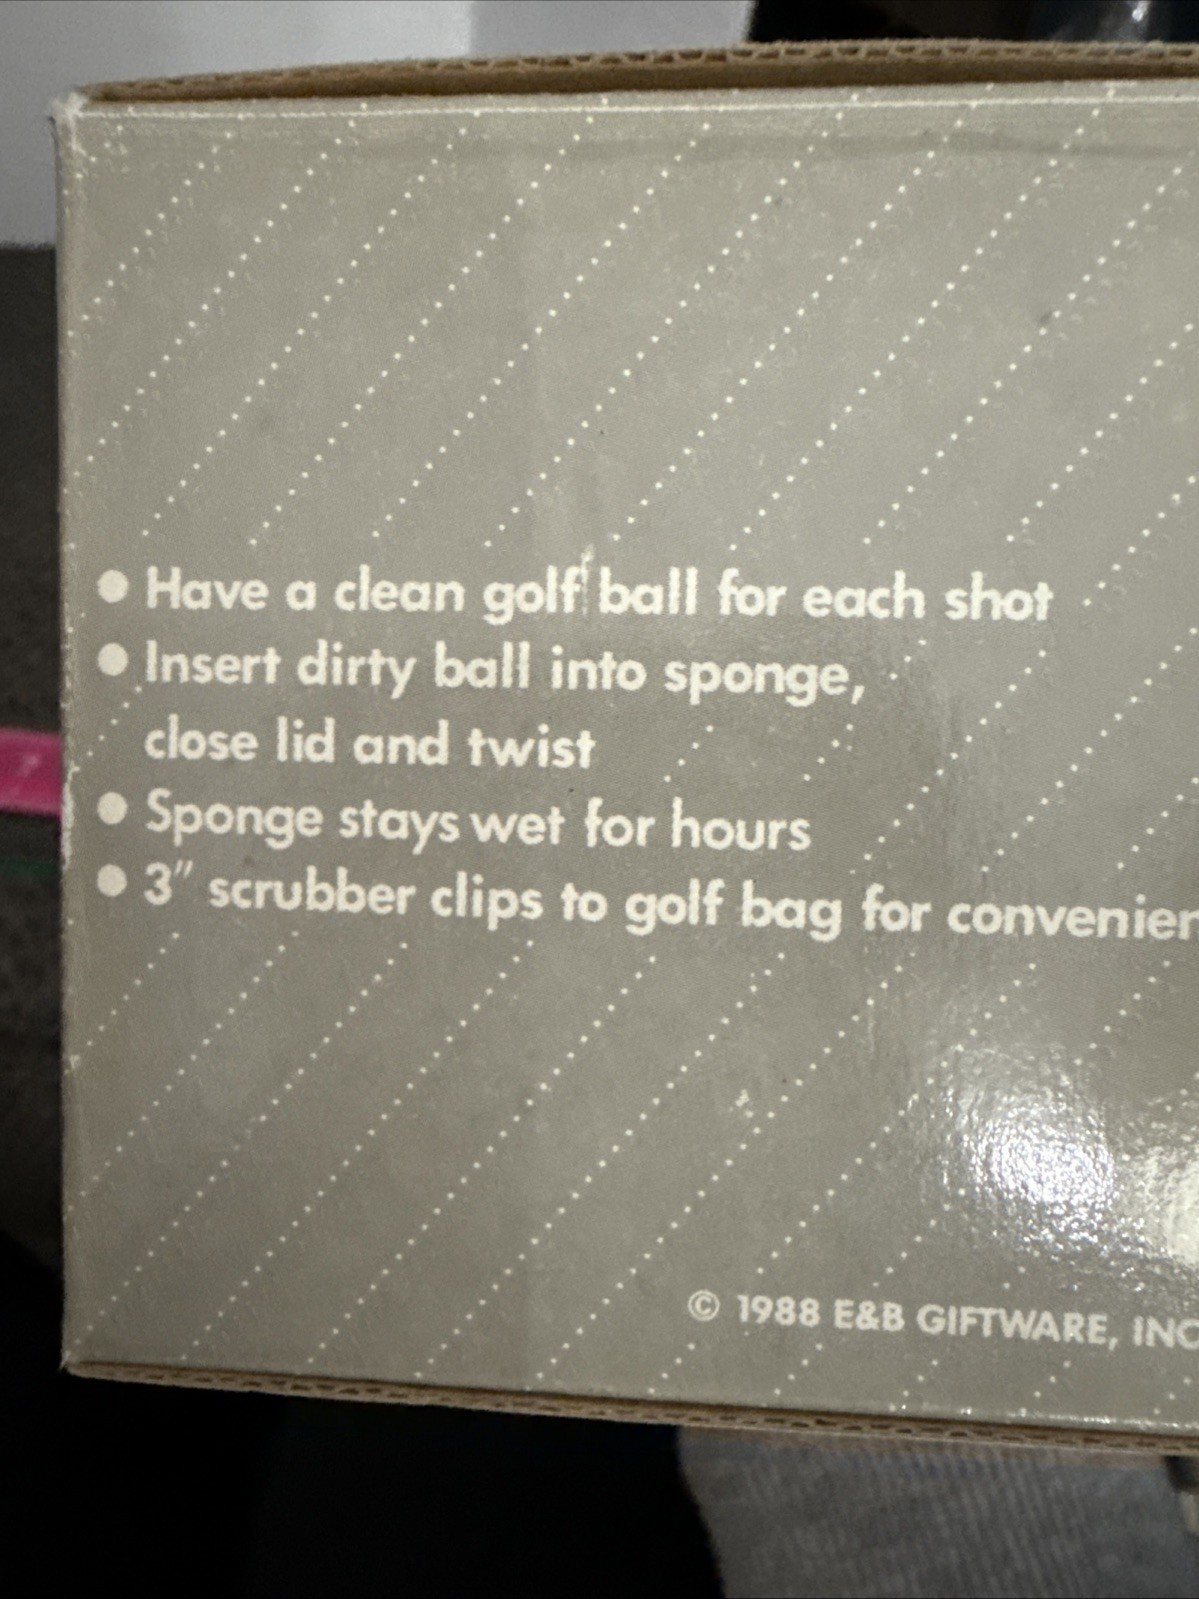 ● Have a clean golf ball for each shot
● Insert dirty ball into sponge,
close lid and twist
● Sponge stays wet for hours
● 3" scrubber clips to golf bag for
© 1988 E&B GIFTWARE, INC